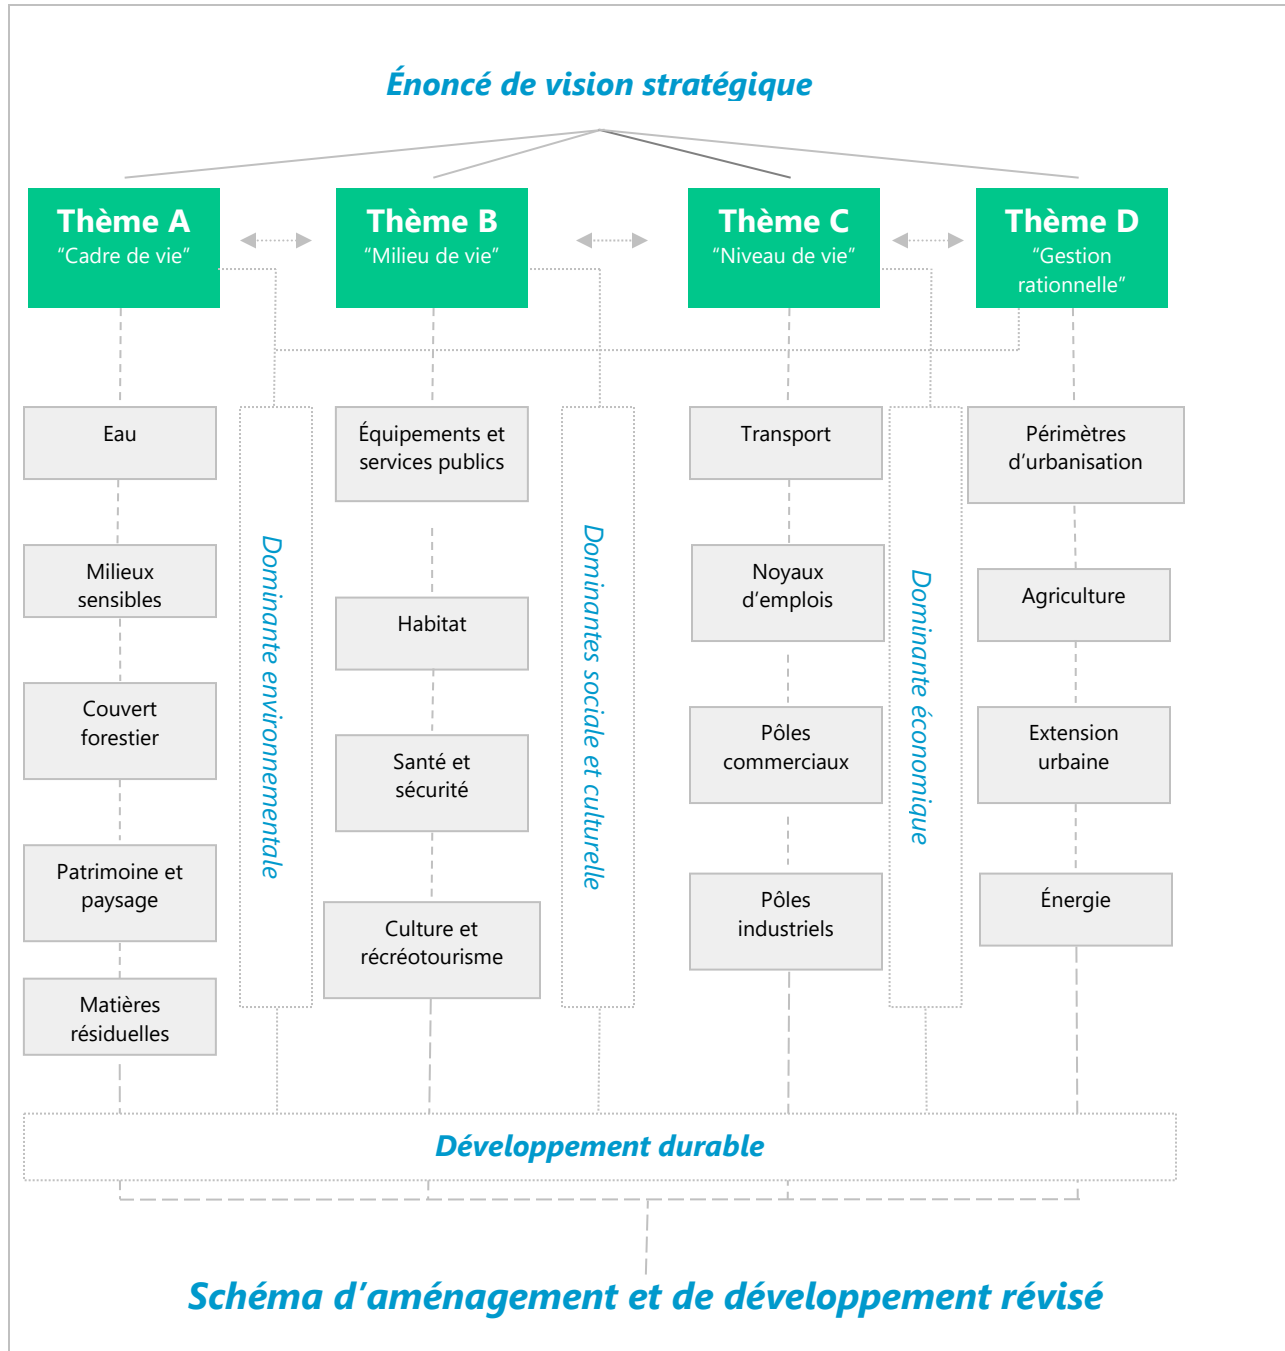 Énoncé de vision stratégique
Thème A
“Cadre de vie”
Thème B
“Milieu de vie”
Thème C
“Niveau de vie”
Thème D
“Gestion
rationnelle”
Eau
Milieux
sensibles
Couvert
forestier
Patrimoine et
paysage
Matières
résiduelles
Dominante environnementale
Équipements et
services publics
Habitat
Santé et
sécurité
Culture et
récréotourisme
Dominantes sociale et culturelle
Transport
Noyaux
d’emplois
Pôles
commerciaux
Pôles
industriels
Dominante économique
Périmètres
d’urbanisation
Agriculture
Extension
urbaine
Énergie
Développement durable
Schéma d’aménagement et de développement révisé